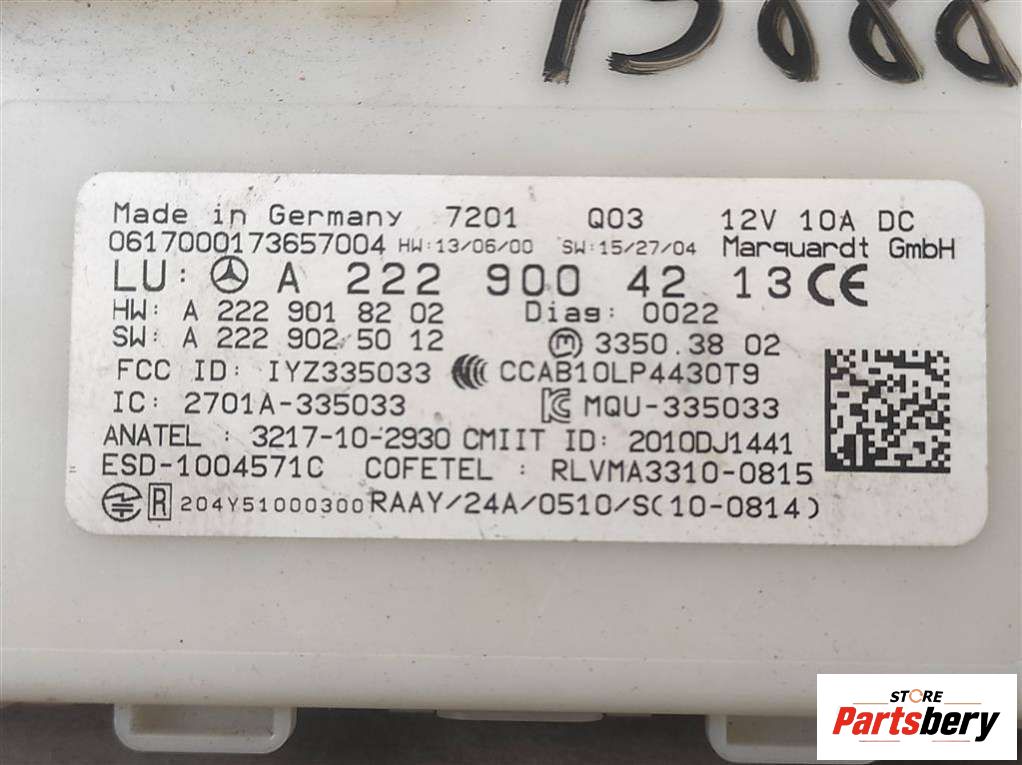 15888
Made in Germany 7201 Q03 12V 10A DC
0617000173657004 HW:13/06/00 SW:15/27/04 Marquardt GmbH
LU: A 222 900 42 13 CE
HW: A 222 901 82 02 Diag: 0022
SW: A 222 902 50 12 3350.38 02
FCC ID: IYZ335033 CCAB10LP4430T9
IC: 2701A-335033 MQU-335033
ANATEL : 3217-10-2930 CMIIT ID: 2010DJ1441
ESD-1004571C COFETEL : RLVMA3310-0815
R 204Y51000300 RAAY/24A/0510/S(10-0814)
STORE
Partsbery